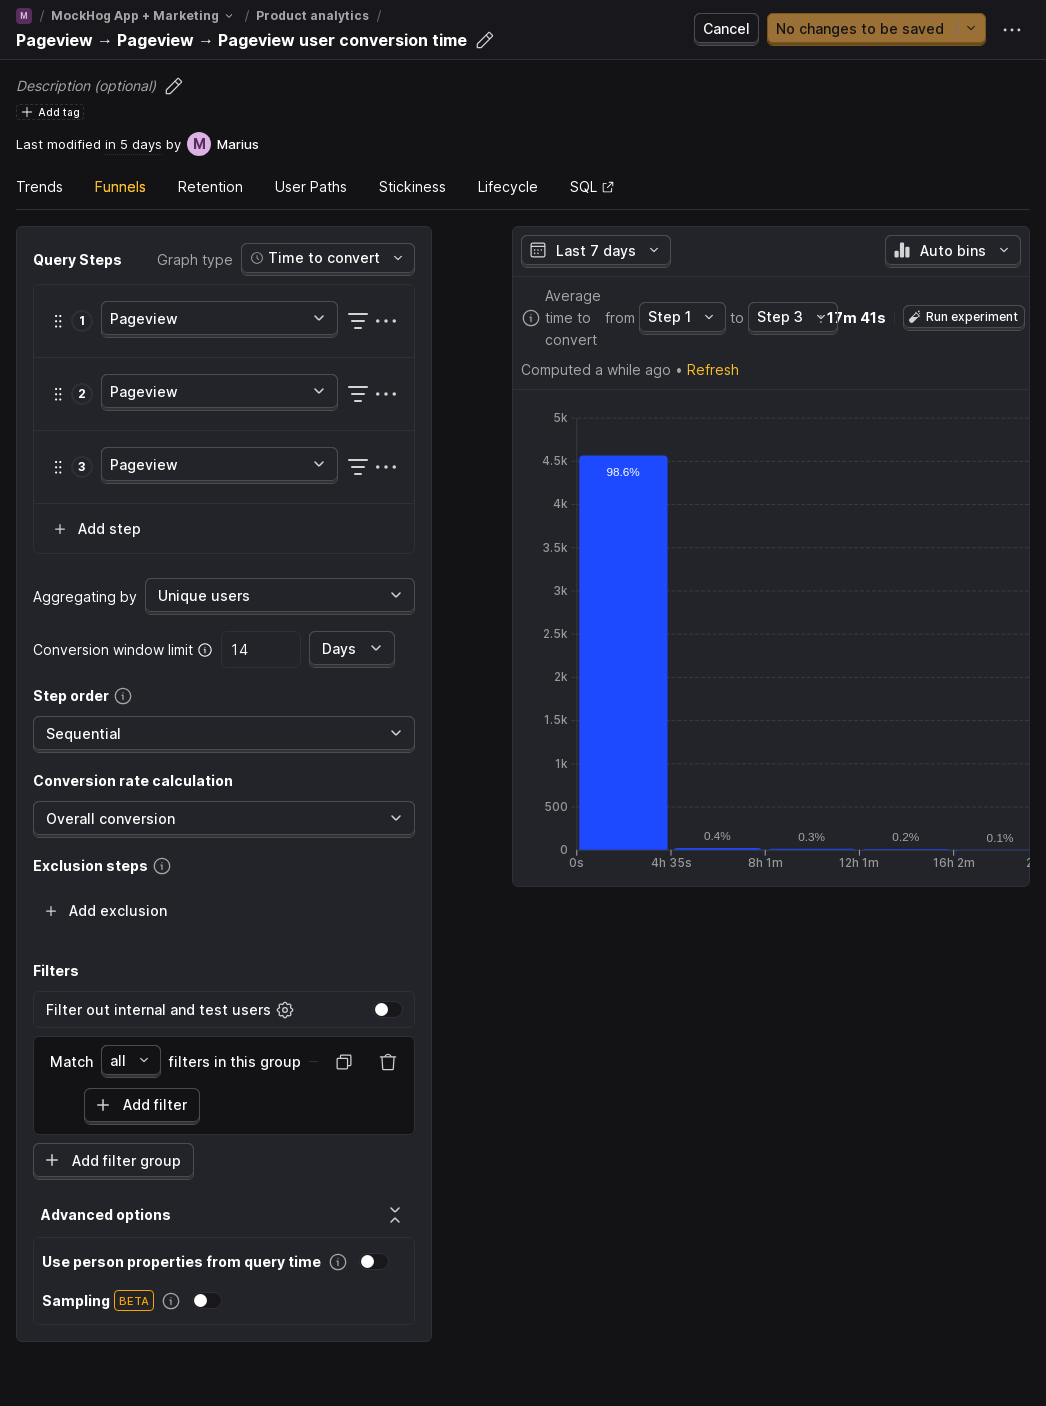 M / MockHog App + Marketing / Product analytics /
Pageview → Pageview → Pageview user conversion time
Cancel
No changes to be saved
Description (optional)
Add tag
Last modified in 5 days by M Marius
Trends Funnels Retention User Paths Stickiness Lifecycle SQL
Query Steps
Graph type Time to convert
1 Pageview
2 Pageview
3 Pageview
Add step
Aggregating by Unique users
Conversion window limit 14 Days
Step order
Sequential
Conversion rate calculation
Overall conversion
Exclusion steps
Add exclusion
Filters
Filter out internal and test users
Match all filters in this group
Add filter
Add filter group
Advanced options
Use person properties from query time
Sampling BETA
Last 7 days
Auto bins
Average time to convert from Step 1 to Step 3 : 17m 41s
Run experiment
Computed a while ago • Refresh
5k
4.5k
4k
3.5k
3k
2.5k
2k
1.5k
1k
500
0
98.6% 0.4% 0.3% 0.2% 0.1%
0s 4h 35s 8h 1m 12h 1m 16h 2m